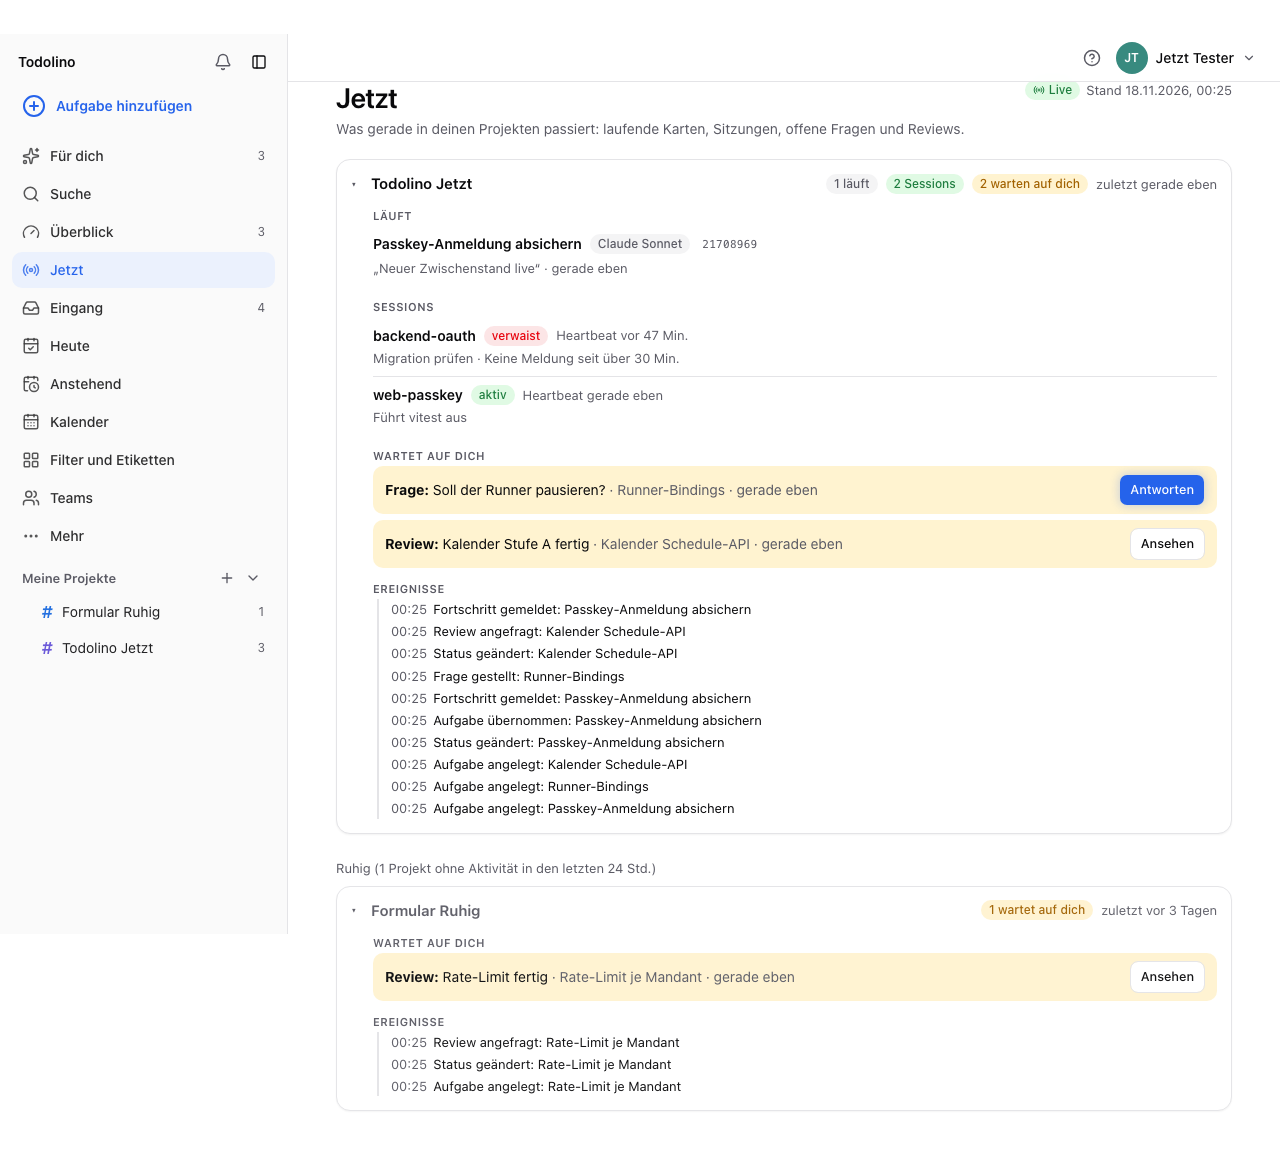 Todolino
Aufgabe hinzufügen
Für dich 3
Suche
Überblick 3
Jetzt
Eingang 4
Heute
Anstehend
Kalender
Filter und Etiketten
Teams
Mehr
Meine Projekte
# Formular Ruhig 1
# Todolino Jetzt 3
JT Jetzt Tester
Jetzt
Live Stand 18.11.2026, 00:25
Was gerade in deinen Projekten passiert: laufende Karten, Sitzungen, offene Fragen und Reviews.
Todolino Jetzt 1 läuft 2 Sessions 2 warten auf dich zuletzt gerade eben
LÄUFT
Passkey-Anmeldung absichern Claude Sonnet 21708969
„Neuer Zwischenstand live“ · gerade eben
SESSIONS
backend-oauth verwaist Heartbeat vor 47 Min.
Migration prüfen · Keine Meldung seit über 30 Min.
web-passkey aktiv Heartbeat gerade eben
Führt vitest aus
WARTET AUF DICH
Frage: Soll der Runner pausieren? · Runner-Bindings · gerade eben Antworten
Review: Kalender Stufe A fertig · Kalender Schedule-API · gerade eben Ansehen
EREIGNISSE
00:25 Fortschritt gemeldet: Passkey-Anmeldung absichern
00:25 Review angefragt: Kalender Schedule-API
00:25 Status geändert: Kalender Schedule-API
00:25 Frage gestellt: Runner-Bindings
00:25 Fortschritt gemeldet: Passkey-Anmeldung absichern
00:25 Aufgabe übernommen: Passkey-Anmeldung absichern
00:25 Status geändert: Passkey-Anmeldung absichern
00:25 Aufgabe angelegt: Kalender Schedule-API
00:25 Aufgabe angelegt: Runner-Bindings
00:25 Aufgabe angelegt: Passkey-Anmeldung absichern
Ruhig (1 Projekt ohne Aktivität in den letzten 24 Std.)
Formular Ruhig 1 wartet auf dich zuletzt vor 3 Tagen
WARTET AUF DICH
Review: Rate-Limit fertig · Rate-Limit je Mandant · gerade eben Ansehen
EREIGNISSE
00:25 Review angefragt: Rate-Limit je Mandant
00:25 Status geändert: Rate-Limit je Mandant
00:25 Aufgabe angelegt: Rate-Limit je Mandant